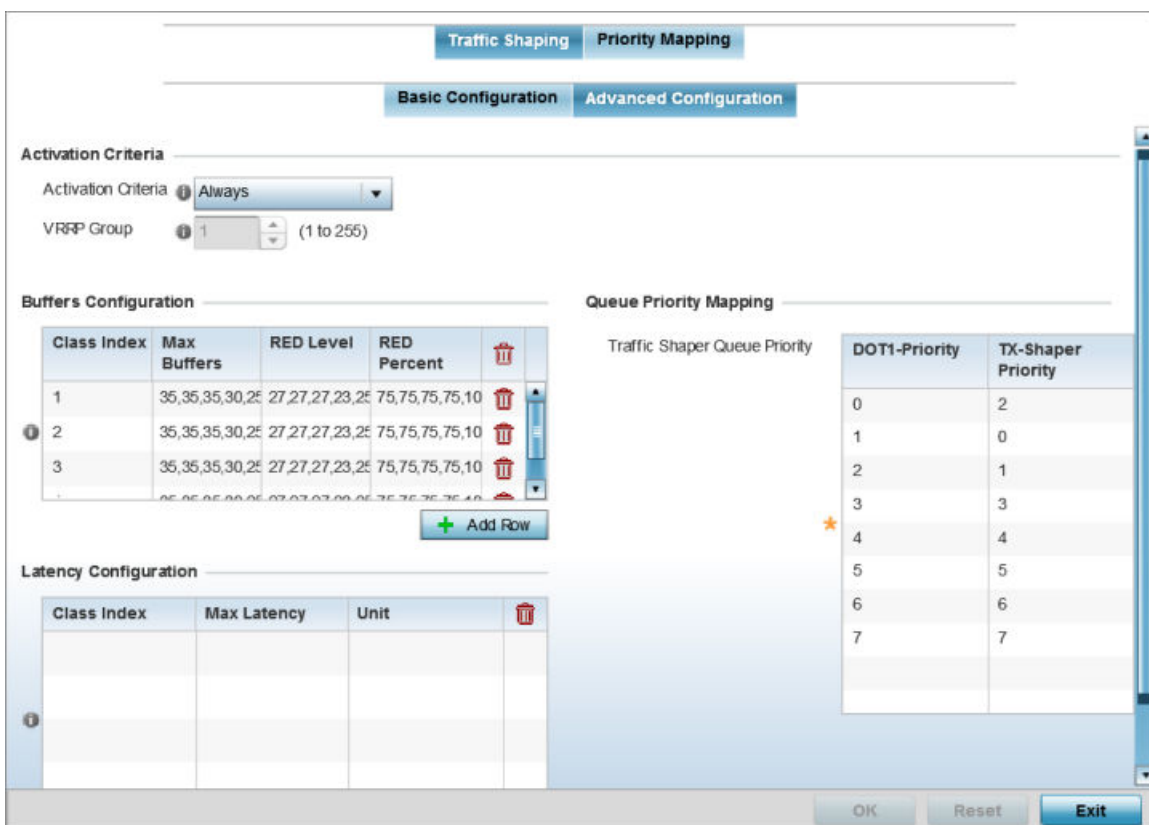 Traffic Shaping Priority Mapping
Basic Configuration Advanced Configuration
Activation Criteria
Activation Criteria Always
VRRP Group 1 (1 to 255)
Buffers Configuration
Class Index Max Buffers RED Level RED Percent
1 35,35,35,30,25 27,27,27,23,25 75,75,75,75,10
2 35,35,35,30,25 27,27,27,23,25 75,75,75,75,10
3 35,35,35,30,25 27,27,27,23,25 75,75,75,75,10
Add Row
Latency Configuration
Class Index Max Latency Unit
Queue Priority Mapping
Traffic Shaper Queue Priority
DOT1-Priority TX-Shaper Priority
0 2
1 0
2 1
3 3
4 4
5 5
6 6
7 7
OK Reset Exit